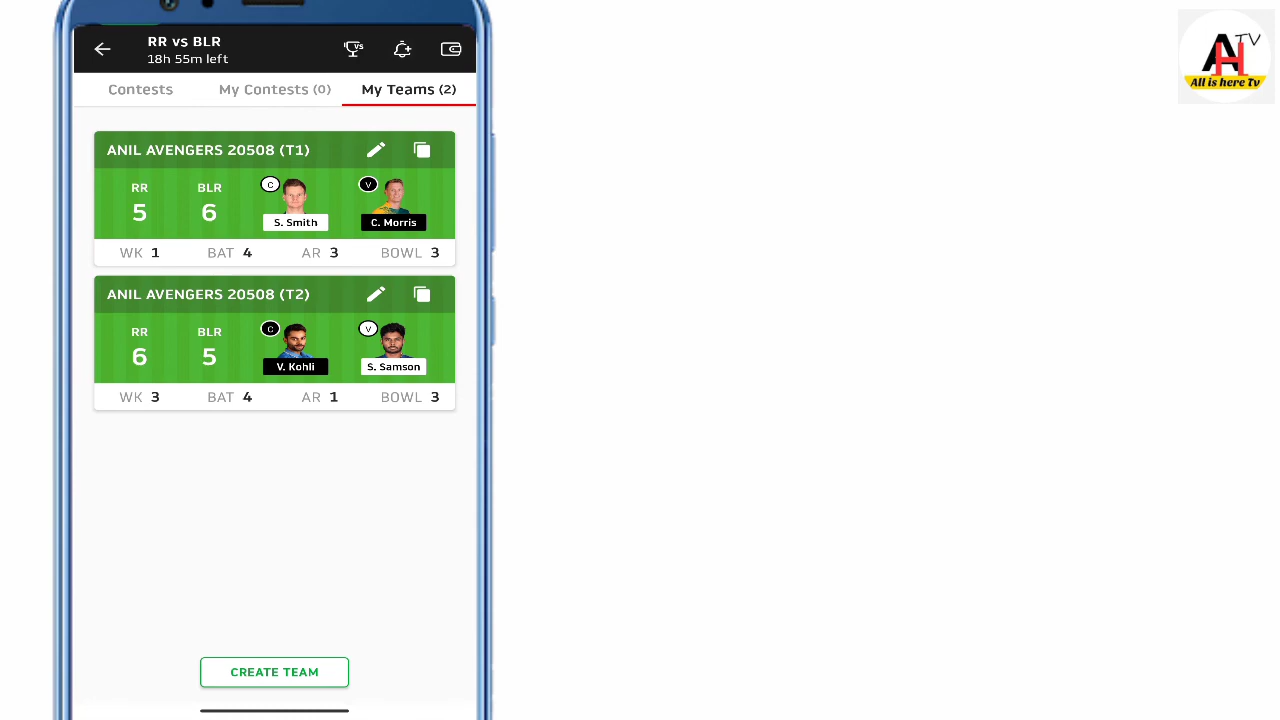 RR vs BLR
18h 55m left
VS
Contests My Contests (0) My Teams (2)
ANIL AVENGERS 20508 (T1)
RR BLR C V
5 6
S. Smith C. Morris
WK 1 BAT 4 AR 3 BOWL 3
ANIL AVENGERS 20508 (T2)
RR BLR C V
6 5
V. Kohli S. Samson
WK 3 BAT 4 AR 1 BOWL 3
CREATE TEAM
AH TV
All is here Tv